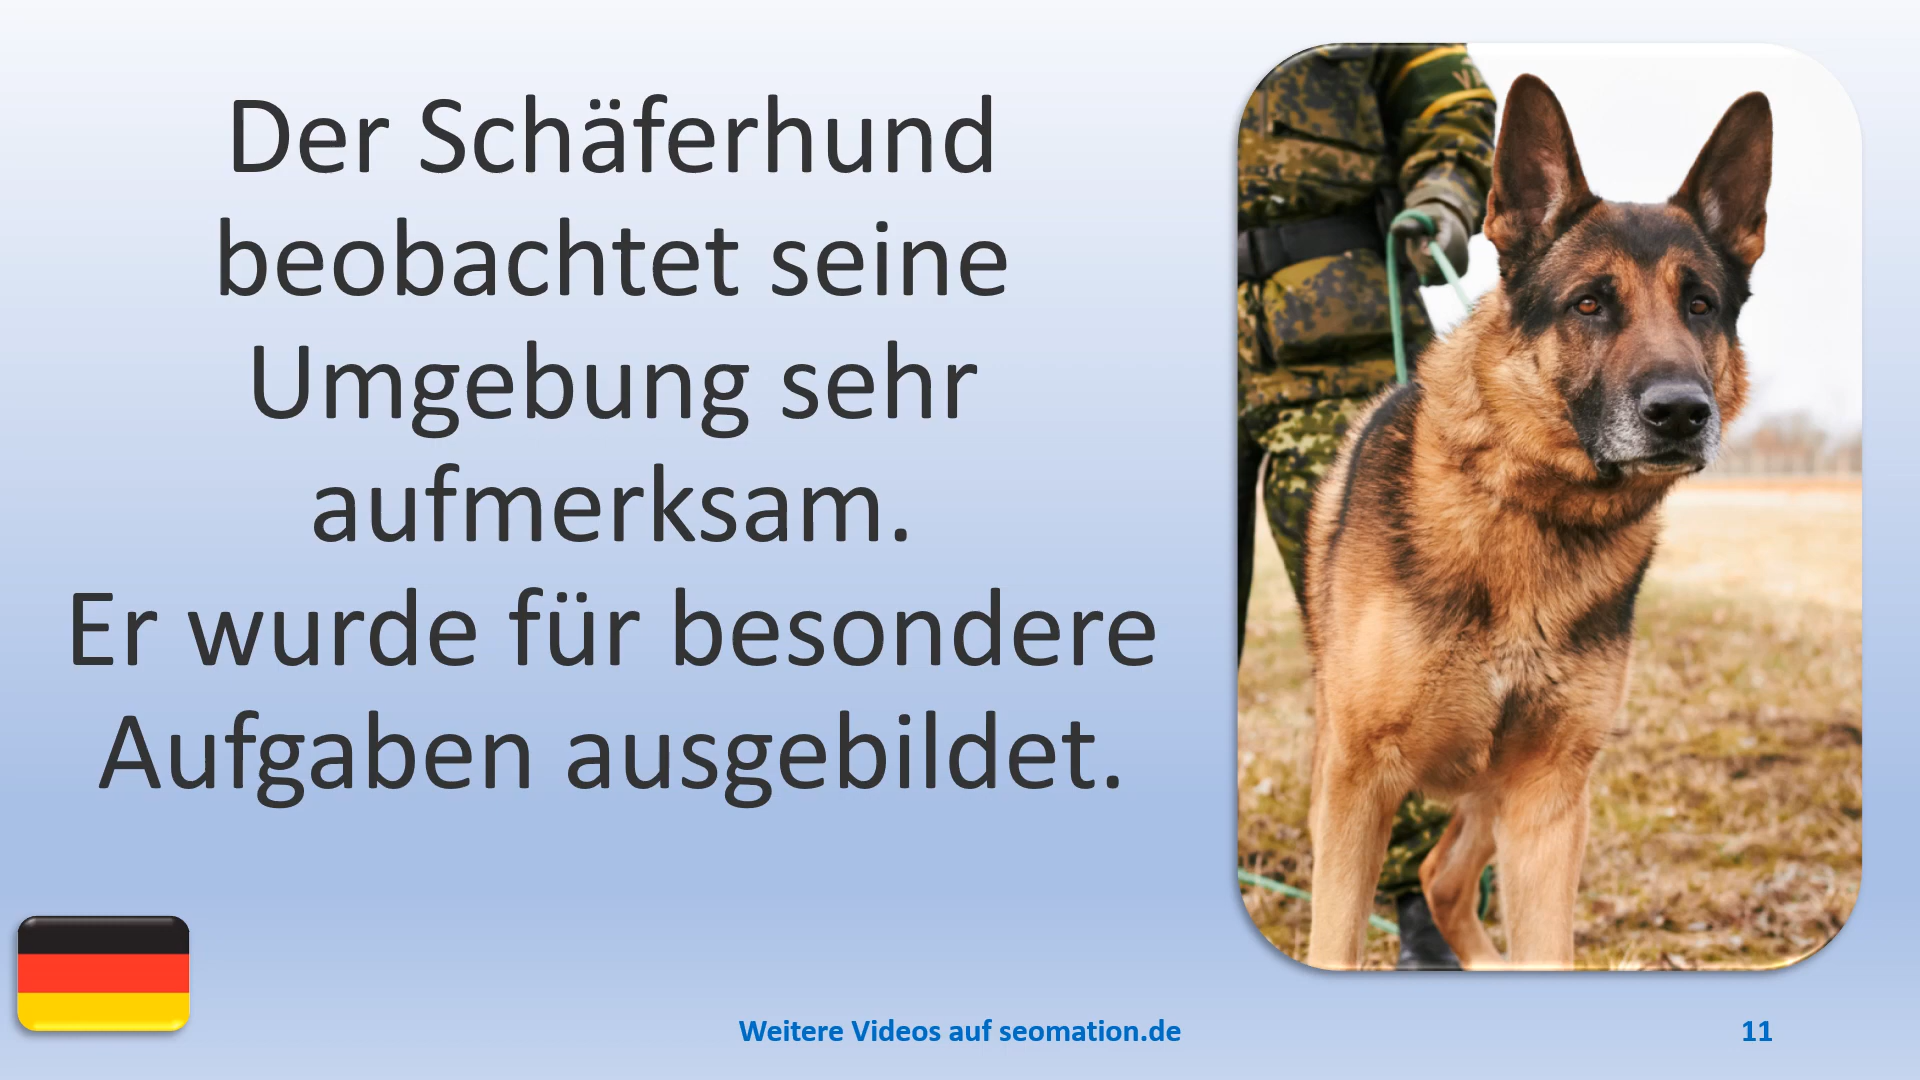 Der Schäferhund
beobachtet seine
Umgebung sehr
aufmerksam.
Er wurde für besondere
Aufgaben ausgebildet.
Weitere Videos auf seomation.de
11